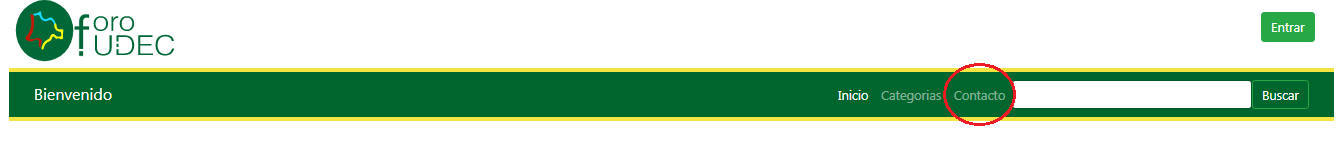 foro
UDEC
Entrar
Bienvenido
Inicio Categorias Contacto Buscar